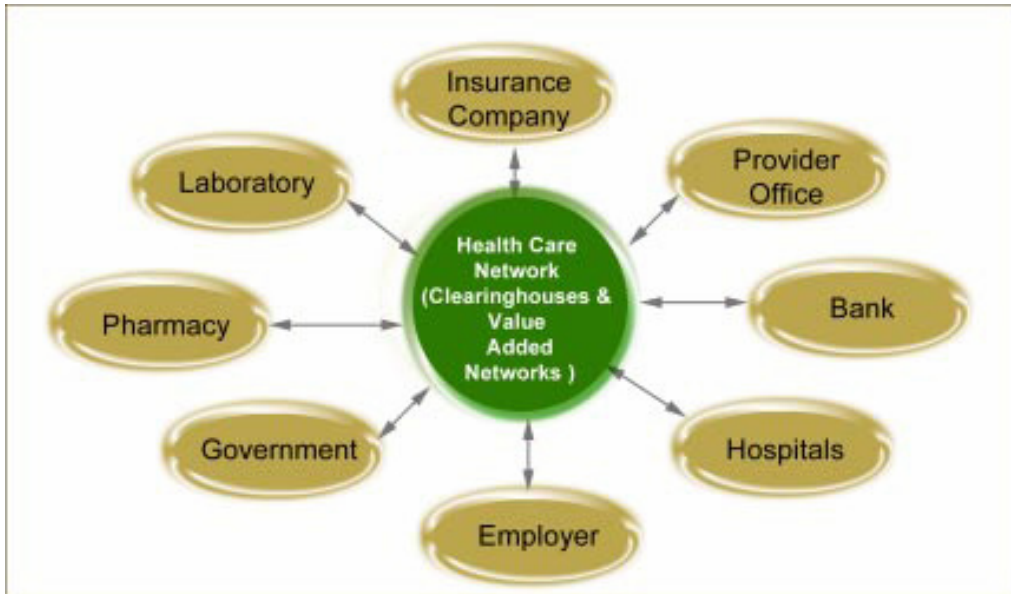 Insurance
Company
Laboratory
Provider
Office
Health Care
Network
(Clearinghouses &
Value
Added
Networks )
Pharmacy
Bank
Government
Hospitals
Employer